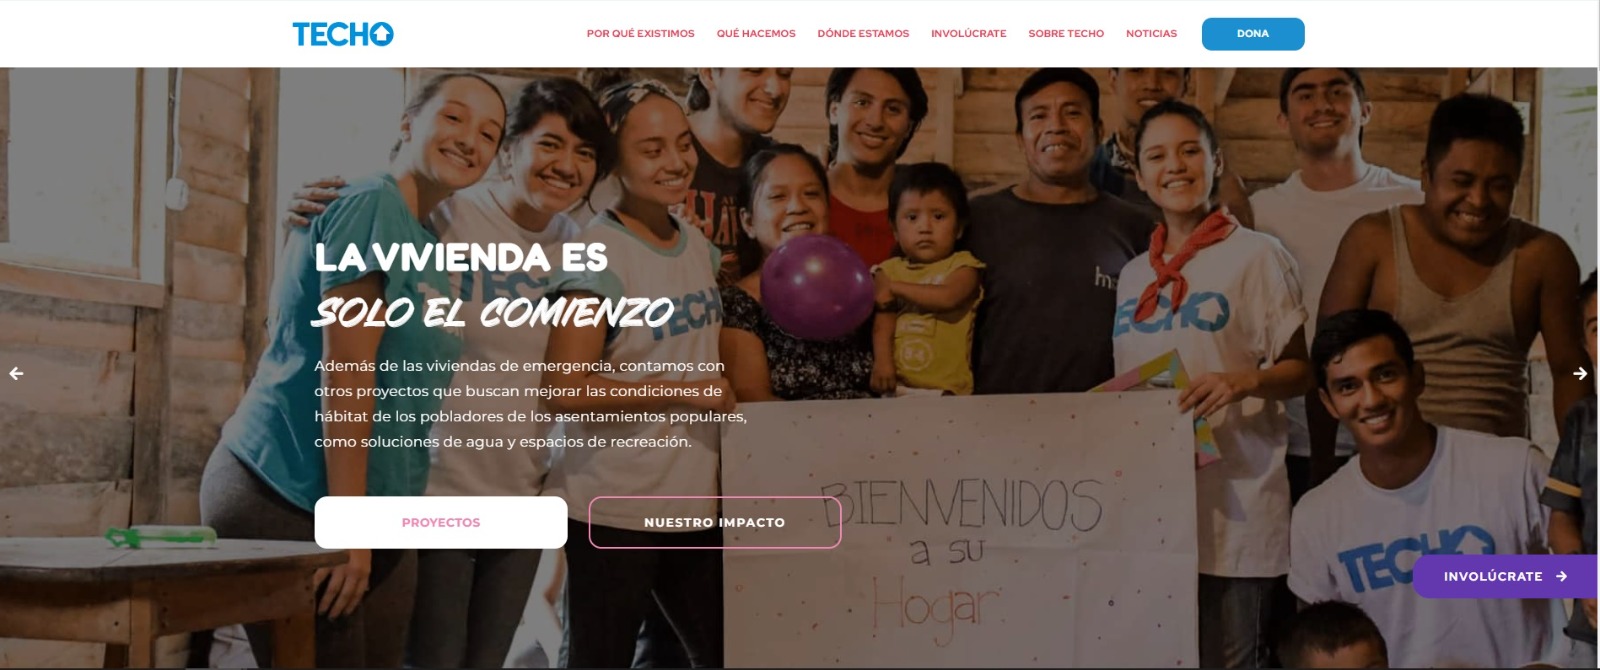 TECHO
POR QUÉ EXISTIMOS
QUÉ HACEMOS
DÓNDE ESTAMOS
INVOLÚCRATE
SOBRE TECHO
NOTICIAS
DONA
LA VIVIENDA ES
SOLO EL COMIENZO
Además de las viviendas de emergencia, contamos con
otros proyectos que buscan mejorar las condiciones de
hábitat de los pobladores de los asentamientos populares,
como soluciones de agua y espacios de recreación.
PROYECTOS
NUESTRO IMPACTO
BIENVENIDOS
a su
Hogar
TECHO
TECHO
TECHO
INVOLÚCRATE